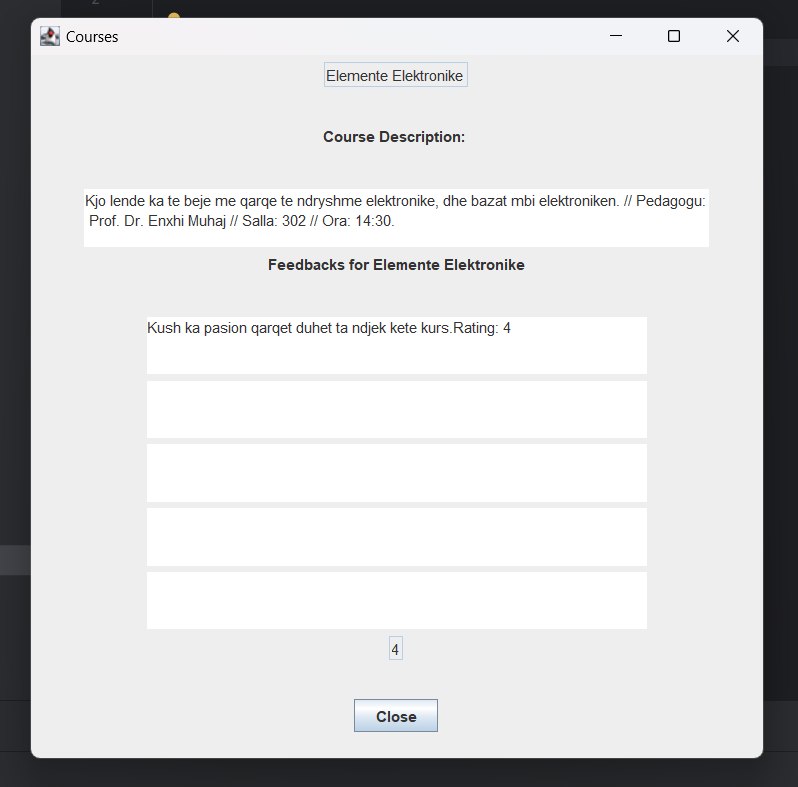 Courses
Elemente Elektronike
Course Description:
Kjo lende ka te beje me qarqe te ndryshme elektronike, dhe bazat mbi elektroniken. // Pedagogu:
Prof. Dr. Enxhi Muhaj // Salla: 302 // Ora: 14:30.
Feedbacks for Elemente Elektronike
Kush ka pasion qarqet duhet ta ndjek kete kurs.Rating: 4
4
Close